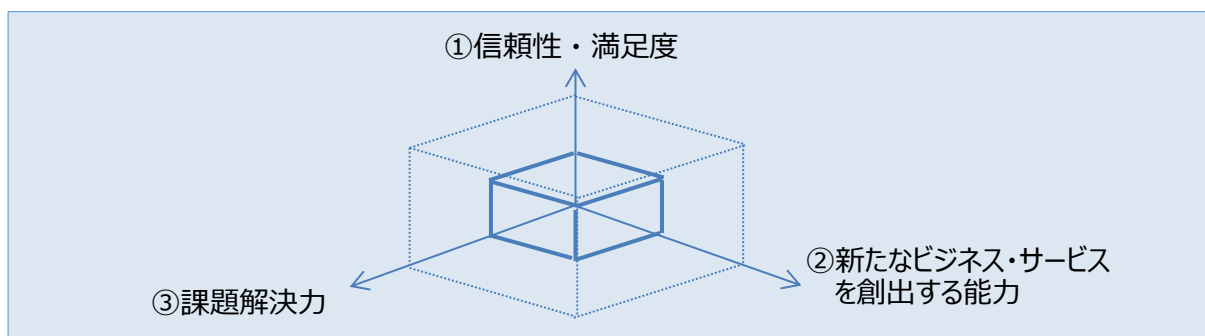 ①信頼性・満足度
②新たなビジネス・サービス
を創出する能力
③課題解決力